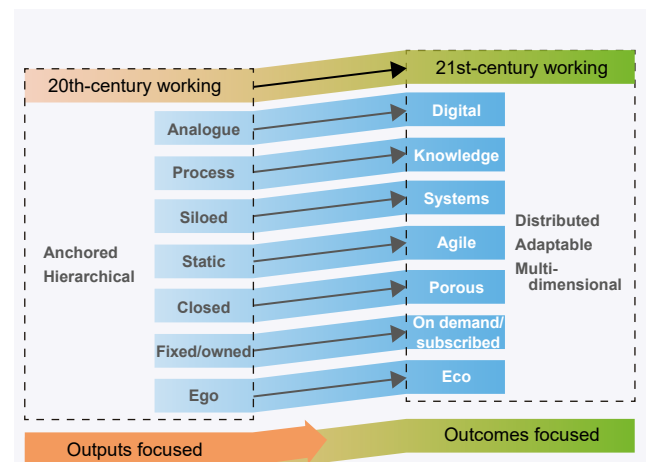 20th-century working
21st-century working
Analogue
Digital
Process
Knowledge
Siloed
Systems
Anchored
Hierarchical
Static
Agile
Distributed
Adaptable
Multi-
dimensional
Closed
Porous
Fixed/owned
On demand/
subscribed
Ego
Eco
Outputs focused
Outcomes focused